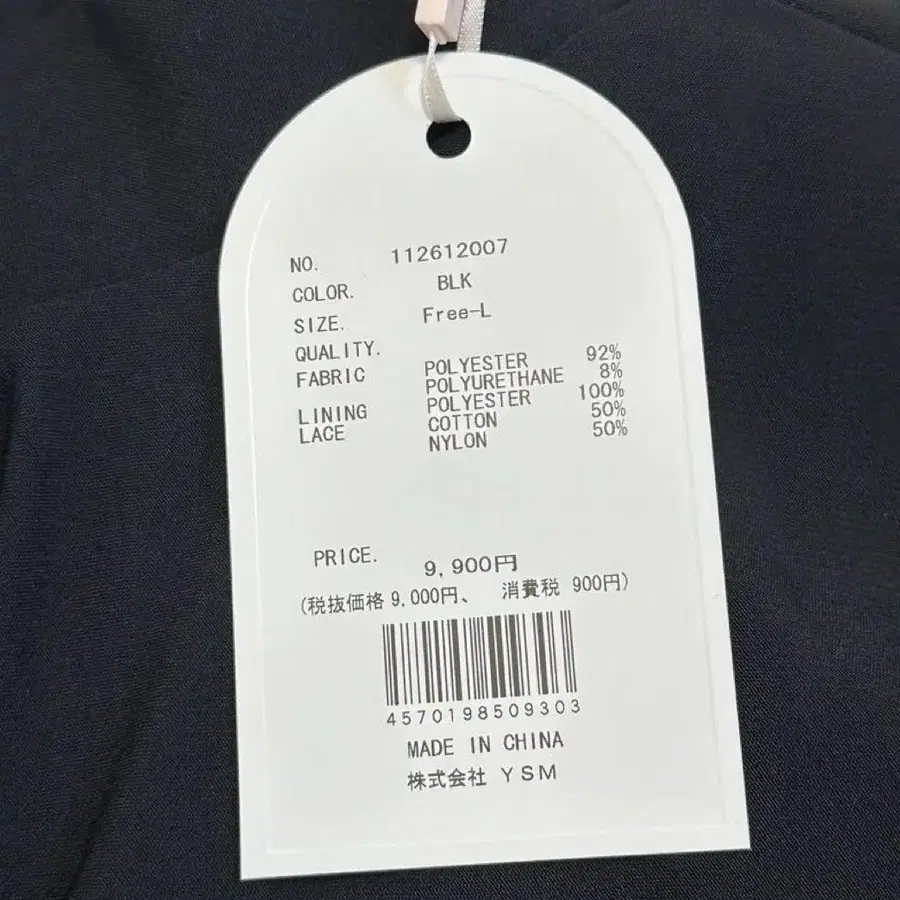 NO. 112612007
COLOR. BLK
SIZE. Free-L
QUALITY.
FABRIC POLYESTER 92%
POLYURETHANE 8%
LINING POLYESTER 100%
LACE COTTON 50%
NYLON 50%
PRICE. 9,900円
(税抜価格 9,000円、 消費税 900円)
4570198509303
MADE IN CHINA
株式会社 YSM